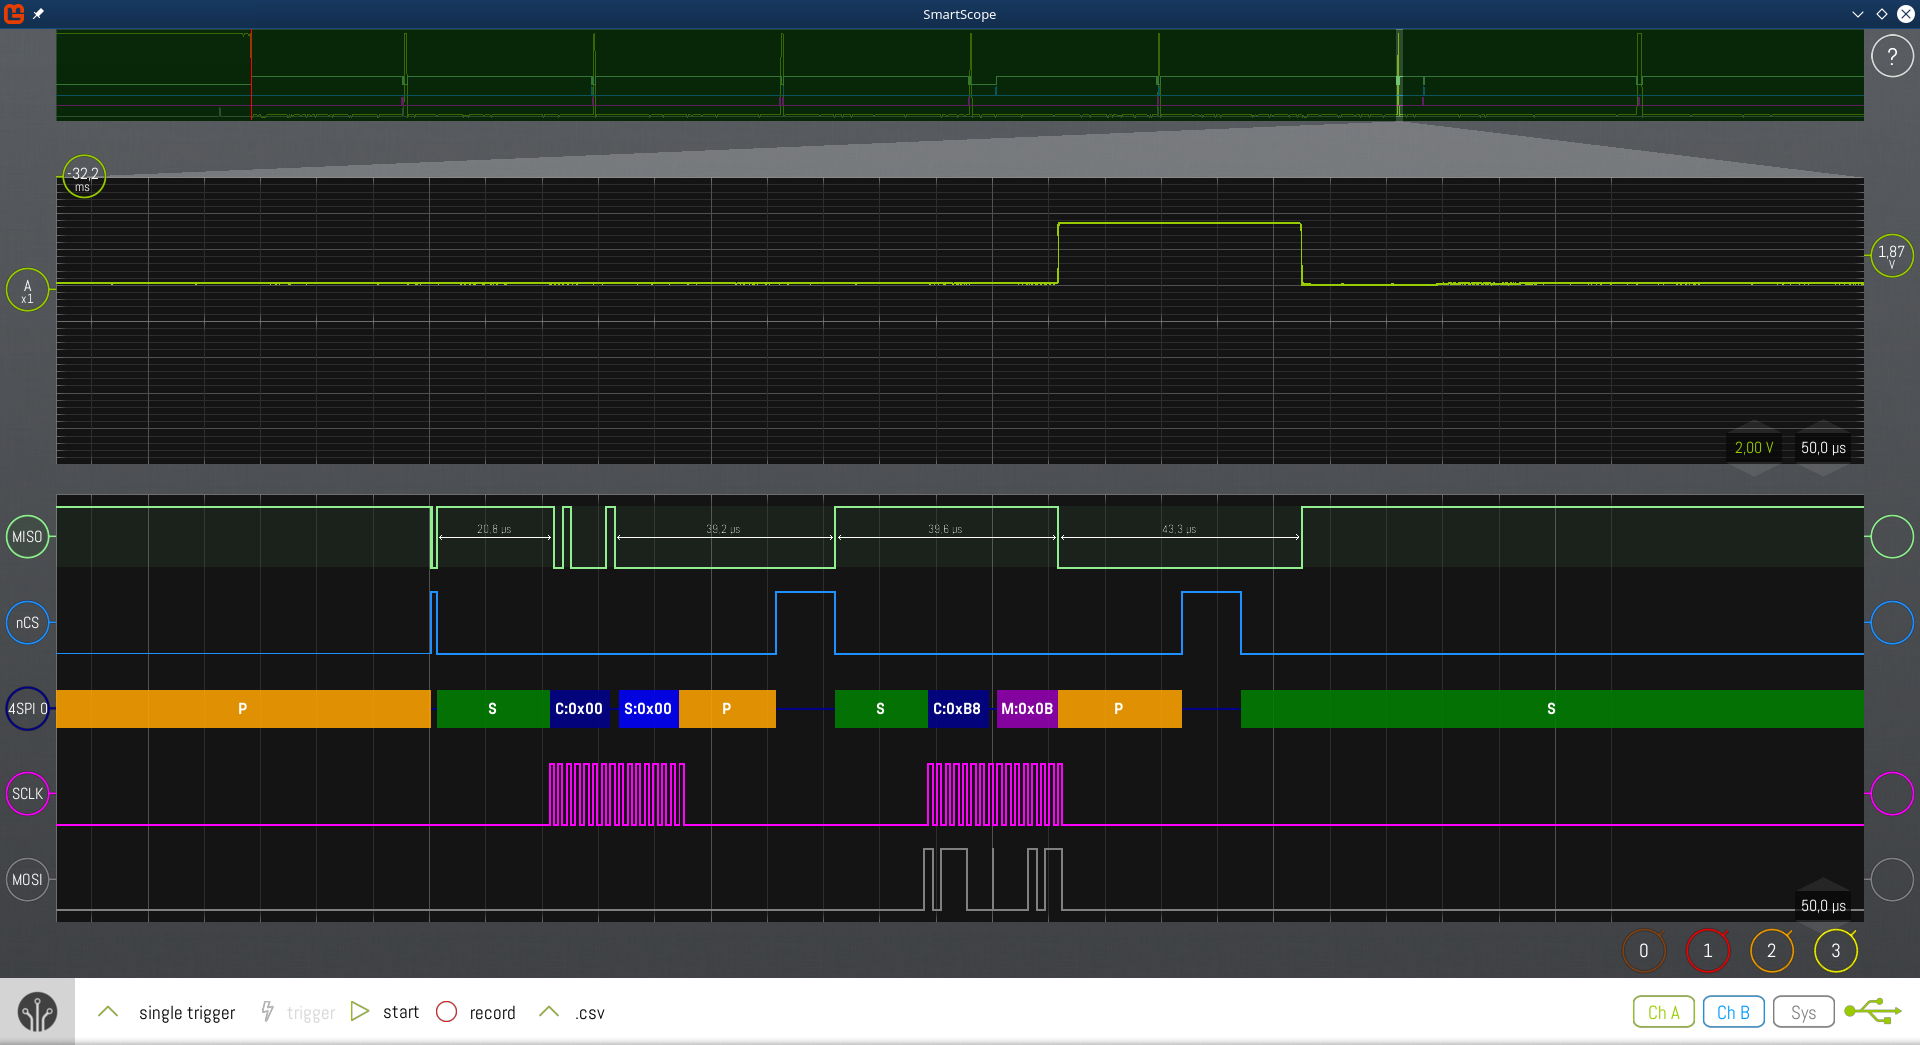 SmartScope
?
-32,2
ms
A
x1
1,87
V
2,00 V
50,0 µs
MISO
20.8 µs
39.2 µs
39.6 µs
43.3 µs
nCS
4SPI 0
P
S
C:0x00
S:0x00
P
S
C:0xB8
M:0x0B
P
S
SCLK
MOSI
50,0 µs
0
1
2
3
single trigger
trigger
start
record
.csv
Ch A
Ch B
Sys